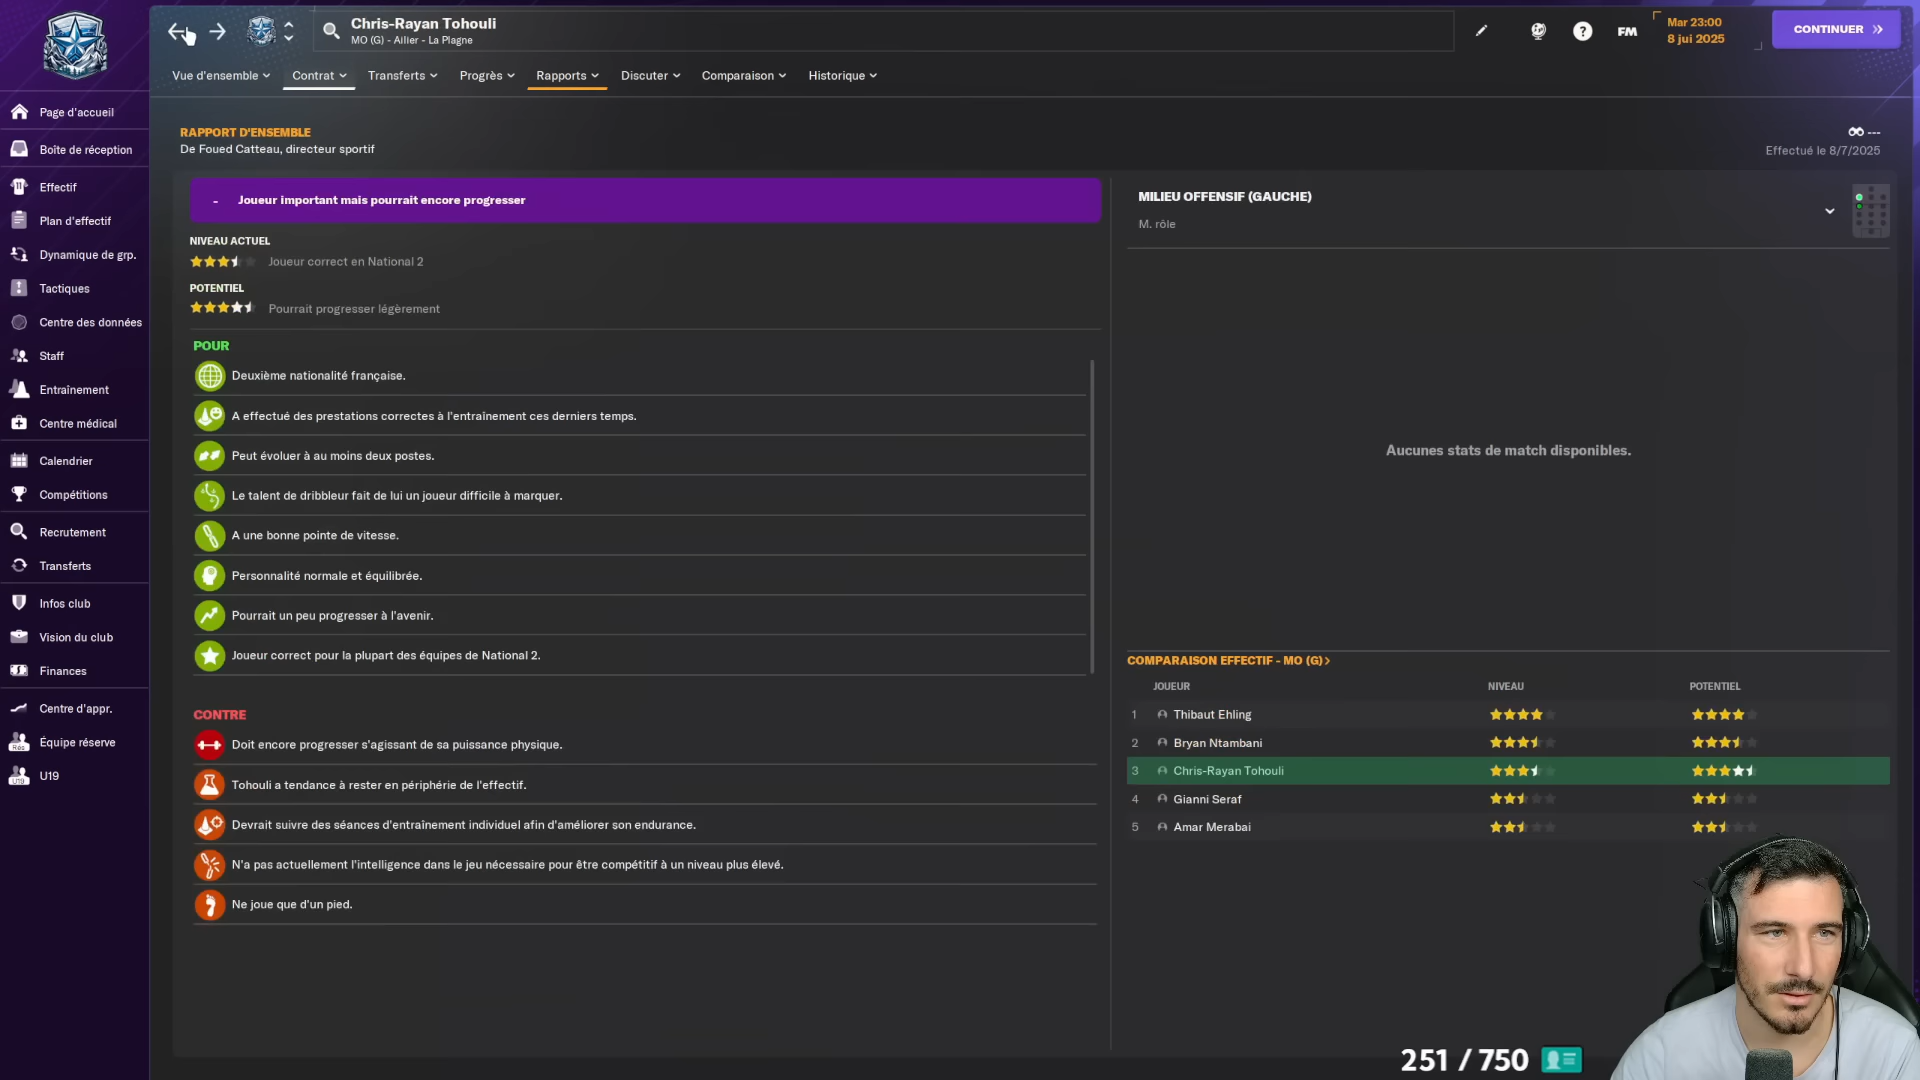 Chris-Rayan Tohouli
MO (G) - Ailier - La Plagne
FM
Mar 23:00
8 jui 2025
CONTINUER
Vue d'ensemble
Contrat
Transferts
Progrès
Rapports
Discuter
Comparaison
Historique
Page d'accueil
Boîte de réception
Effectif
Plan d'effectif
Dynamique de grp.
Tactiques
Centre des données
Staff
Entraînement
Centre médical
Calendrier
Compétitions
Recrutement
Transferts
Infos club
Vision du club
Finances
Centre d'appr.
Équipe réserve
U19
RAPPORT D'ENSEMBLE
De Foued Catteau, directeur sportif
---
Effectué le 8/7/2025
- Joueur important mais pourrait encore progresser
NIVEAU ACTUEL
Joueur correct en National 2
POTENTIEL
Pourrait progresser légèrement
POUR
Deuxième nationalité française.
A effectué des prestations correctes à l'entraînement ces derniers temps.
Peut évoluer à au moins deux postes.
Le talent de dribbleur fait de lui un joueur difficile à marquer.
A une bonne pointe de vitesse.
Personnalité normale et équilibrée.
Pourrait un peu progresser à l'avenir.
Joueur correct pour la plupart des équipes de National 2.
CONTRE
Doit encore progresser s'agissant de sa puissance physique.
Tohouli a tendance à rester en périphérie de l'effectif.
Devrait suivre des séances d'entraînement individuel afin d'améliorer son endurance.
N'a pas actuellement l'intelligence dans le jeu nécessaire pour être compétitif à un niveau plus élevé.
Ne joue que d'un pied.
MILIEU OFFENSIF (GAUCHE)
M. rôle
Aucunes stats de match disponibles.
COMPARAISON EFFECTIF - MO (G)
JOUEUR NIVEAU POTENTIEL
1 Thibaut Ehling
2 Bryan Ntambani
3 Chris-Rayan Tohouli
4 Gianni Seraf
5 Amar Merabai
251 / 750